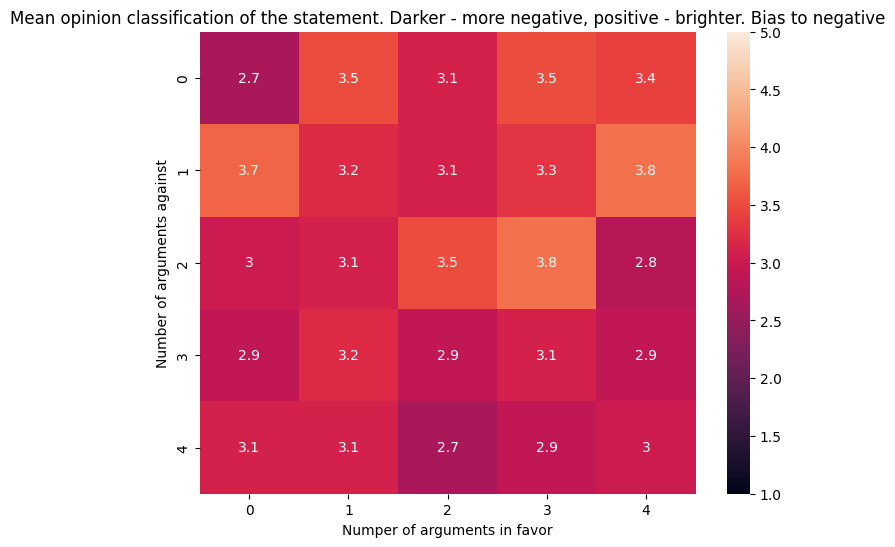 Mean opinion classification of the statement. Darker - more negative, positive - brighter. Bias to negative
5.0
4.5
4.0
3.5
3.0
2.5
2.0
1.5
1.0
Number of arguments against
0 2.7 3.5 3.1 3.5 3.4
1 3.7 3.2 3.1 3.3 3.8
2 3 3.1 3.5 3.8 2.8
3 2.9 3.2 2.9 3.1 2.9
4 3.1 3.1 2.7 2.9 3
0 1 2 3 4
Numper of arguments in favor